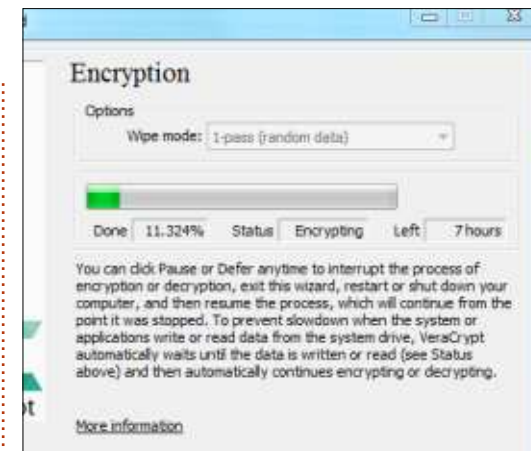 Encryption
Options
Wipe mode: 1-pass (random data)
Done 11.324% Status Encrypting Left 7 hours
You can click Pause or Defer anytime to interrupt the process of
encryption or decryption, exit this wizard, restart or shut down your
computer, and then resume the process, which will continue from the
point it was stopped. To prevent slowdown when the system or
applications write or read data from the system drive, VeraCrypt
automatically waits until the data is written or read (see Status
above) and then automatically continues encrypting or decrypting.
pt
More information